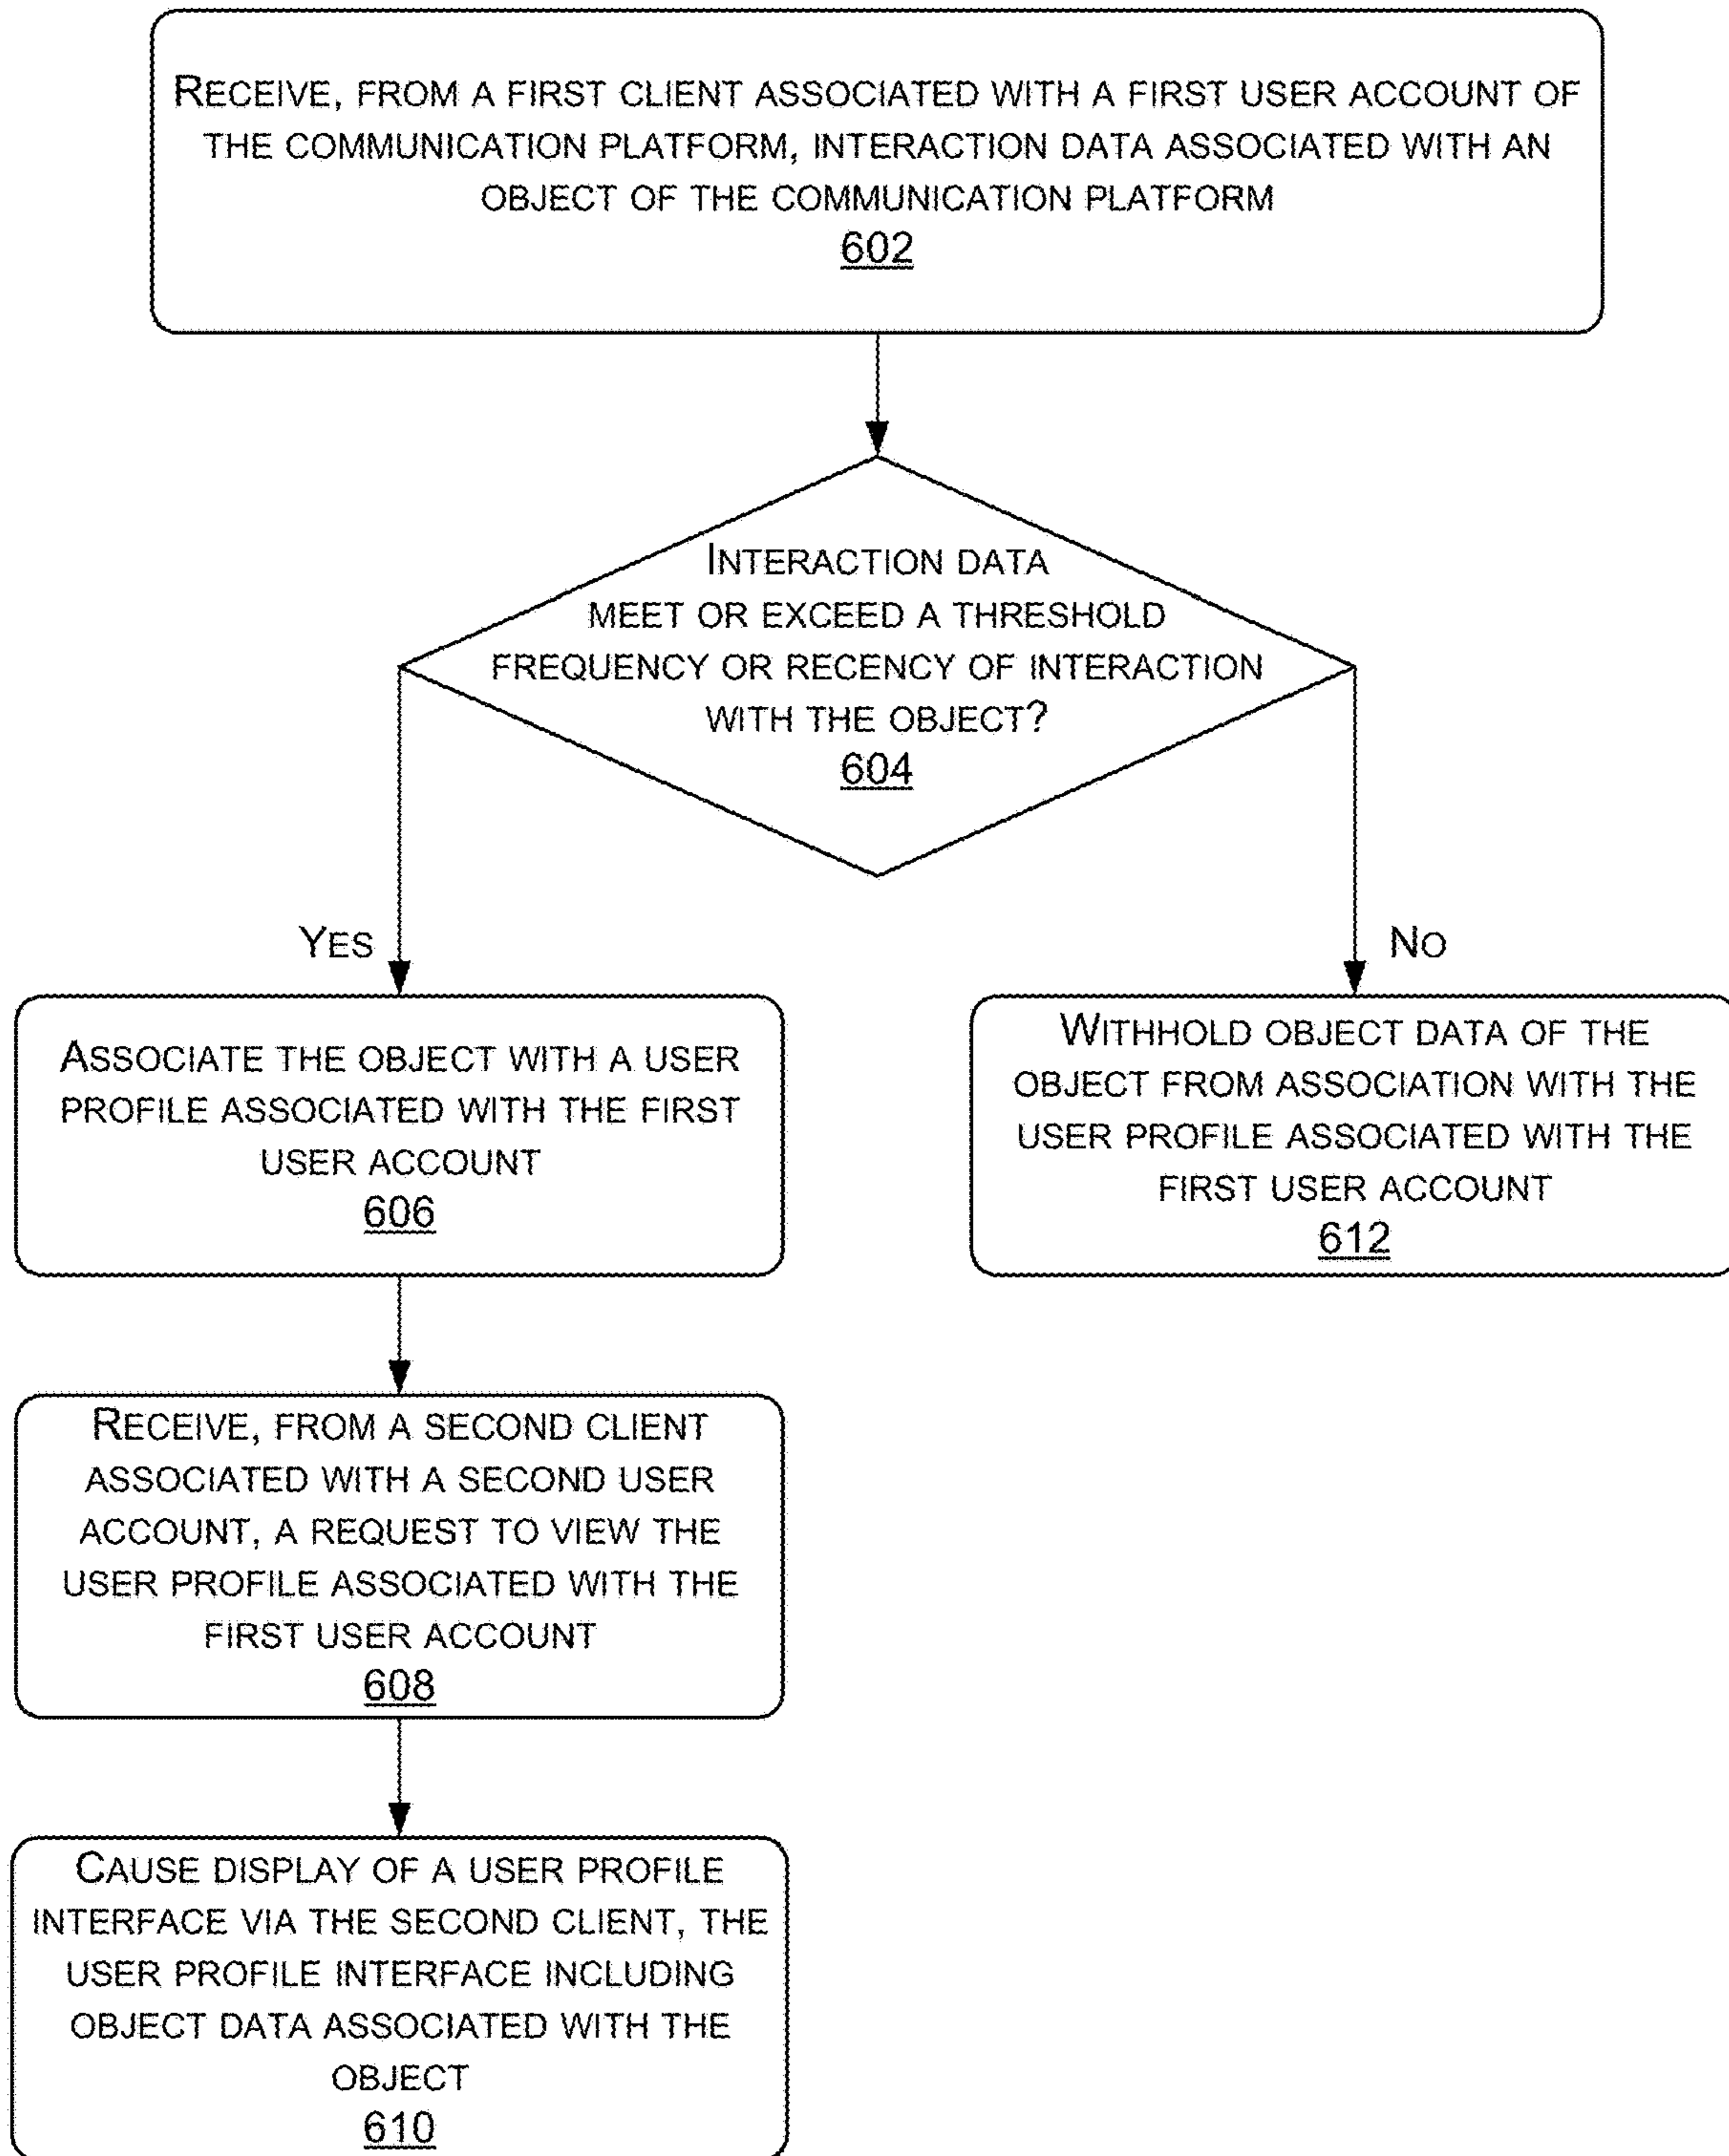 RECEIVE, FROM A FIRST CLIENT ASSOCIATED WITH A FIRST USER ACCOUNT OF
THE COMMUNICATION PLATFORM, INTERACTION DATA ASSOCIATED WITH AN
OBJECT OF THE COMMUNICATION PLATFORM
602
INTERACTION DATA
MEET OR EXCEED A THRESHOLD
FREQUENCY OR RECENCY OF INTERACTION
WITH THE OBJECT?
604
YES
NO
ASSOCIATE THE OBJECT WITH A USER
PROFILE ASSOCIATED WITH THE FIRST
USER ACCOUNT
606
WITHHOLD OBJECT DATA OF THE
OBJECT FROM ASSOCIATION WITH THE
USER PROFILE ASSOCIATED WITH THE
FIRST USER ACCOUNT
612
RECEIVE, FROM A SECOND CLIENT
ASSOCIATED WITH A SECOND USER
ACCOUNT, A REQUEST TO VIEW THE
USER PROFILE ASSOCIATED WITH THE
FIRST USER ACCOUNT
608
CAUSE DISPLAY OF A USER PROFILE
INTERFACE VIA THE SECOND CLIENT, THE
USER PROFILE INTERFACE INCLUDING
OBJECT DATA ASSOCIATED WITH THE
OBJECT
610